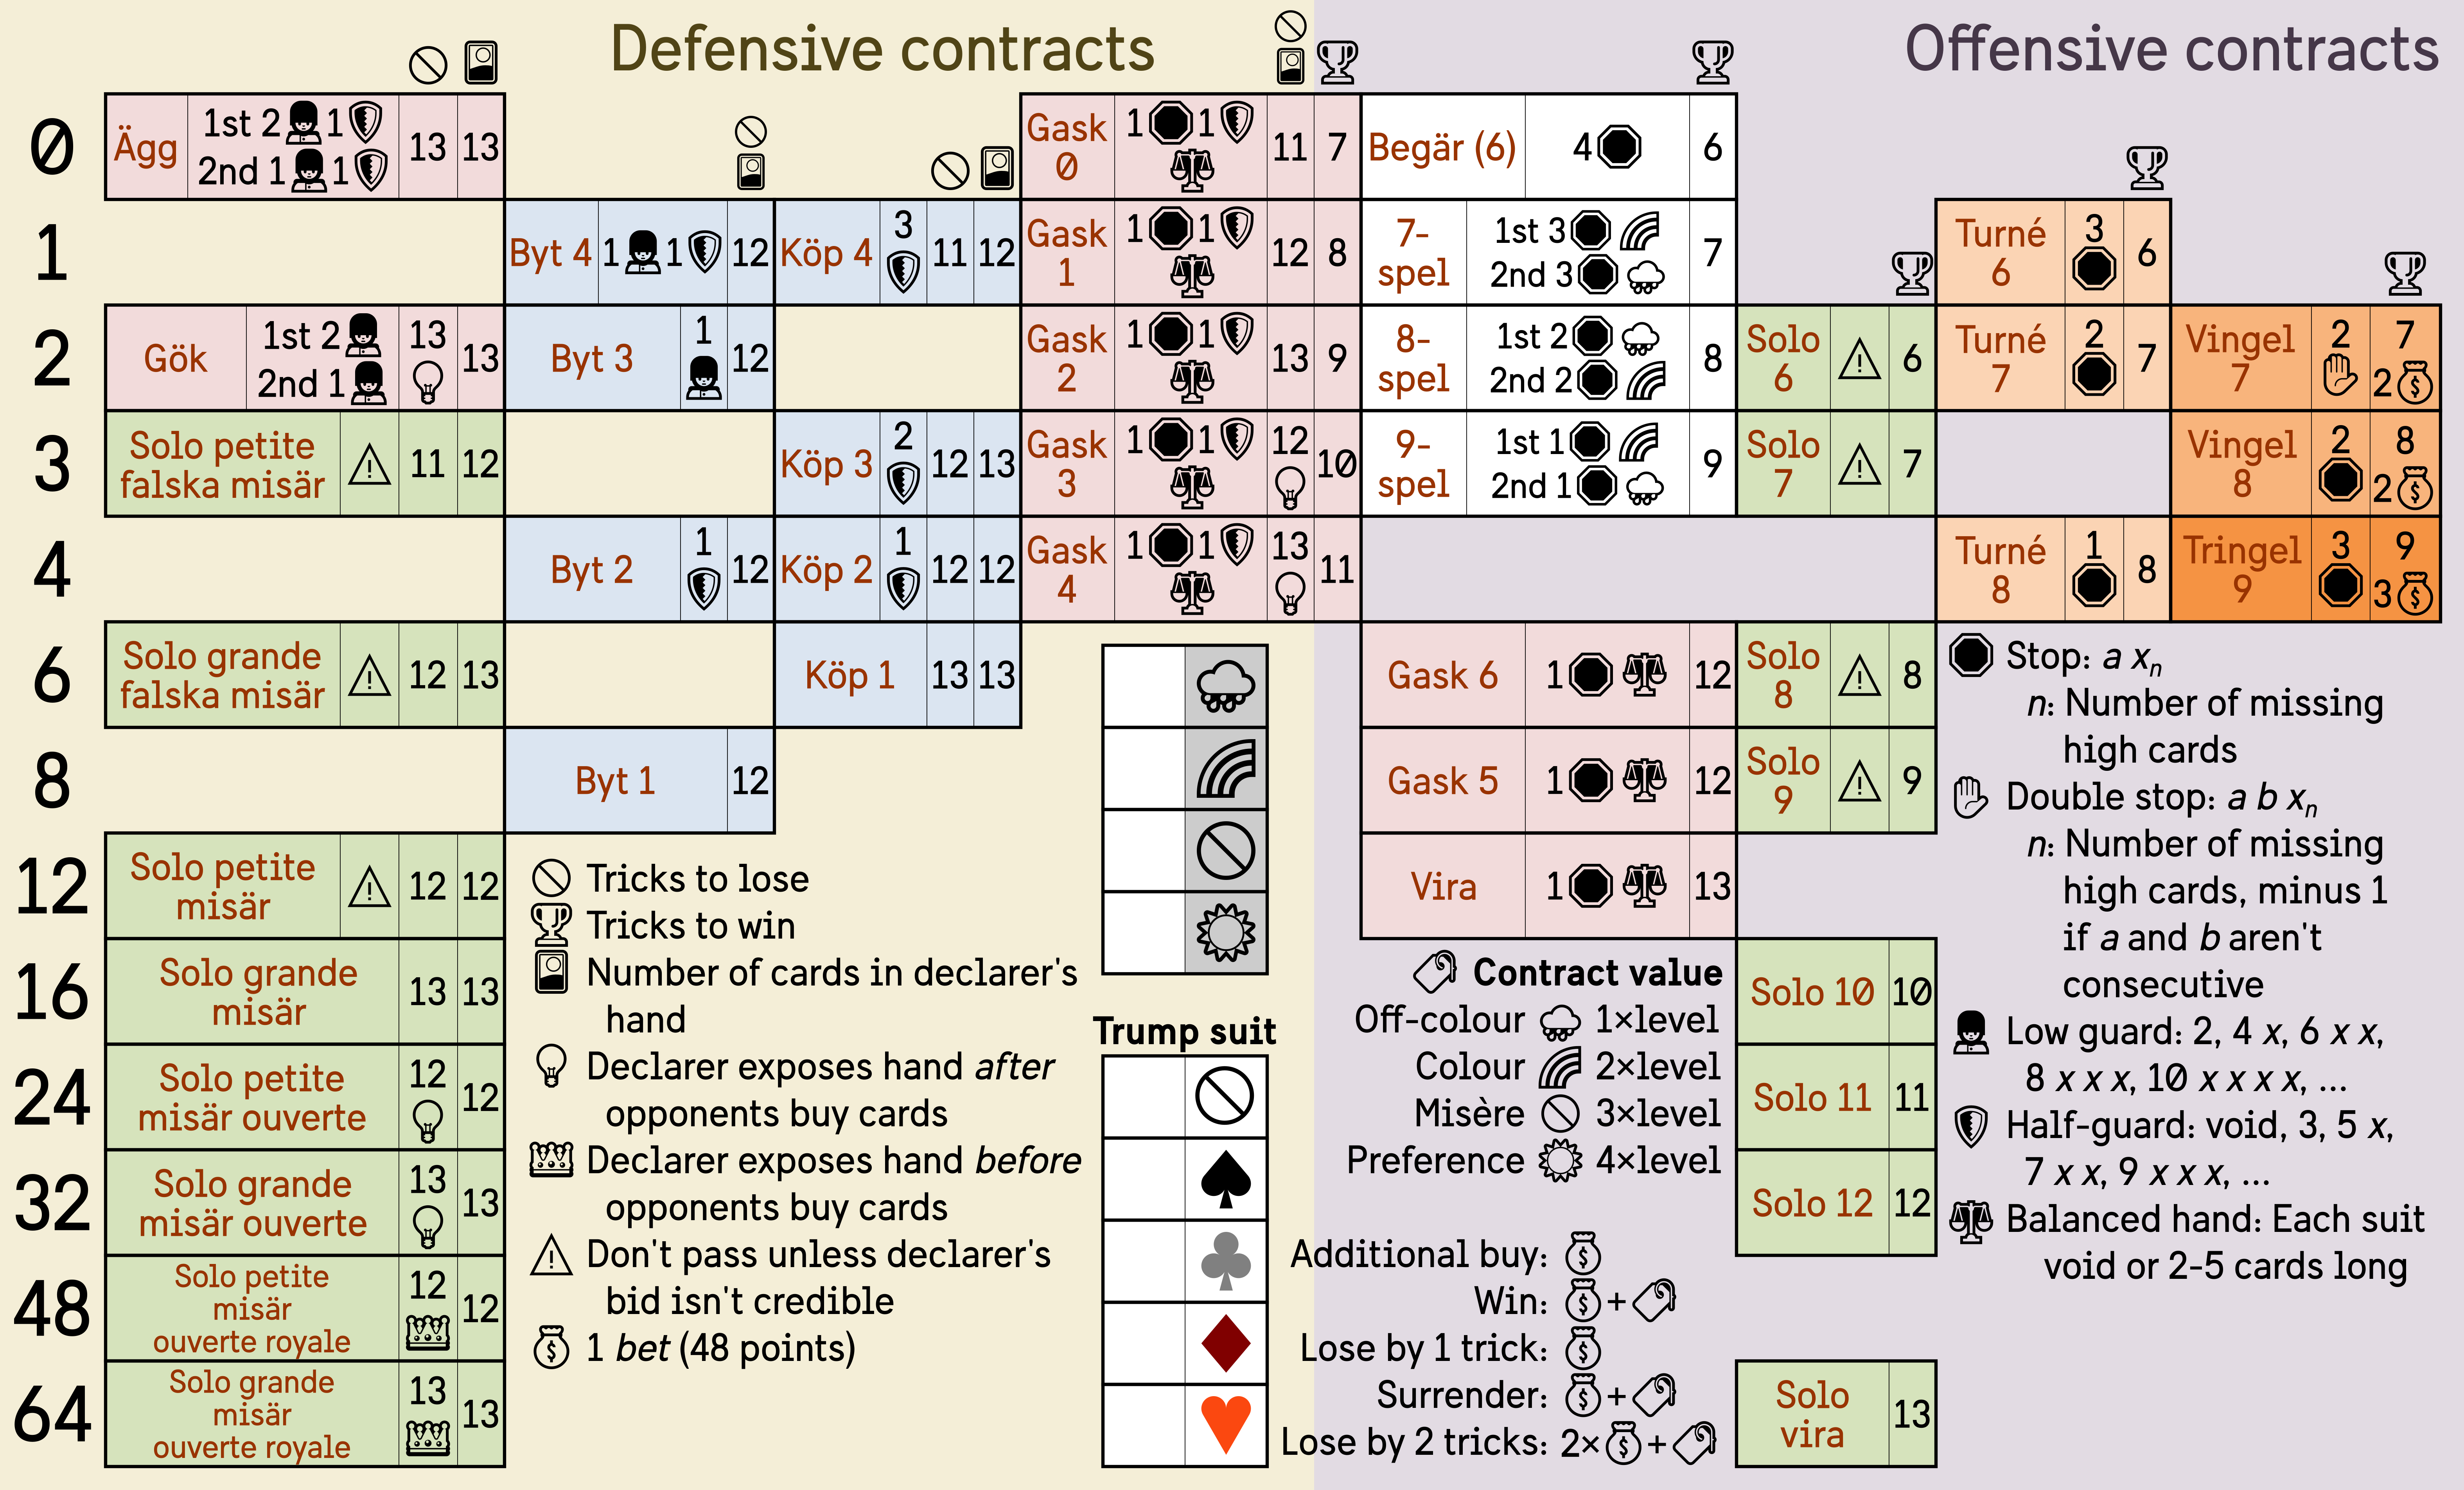 Defensive contracts
Offensive contracts
0
Ägg
1st 2 1
2nd 1 1
13
13
Gask
0
1 1
11
7
Begär (6)
4
6
1
Byt 4
1 1
12
Köp 4
3
11
12
Gask
1
1 1
12
8
7-
spel
1st 3
2nd 3
7
Turné
6
3
6
2
Gök
1st 2
2nd 1
13
13
Byt 3
1
12
Gask
2
1 1
13
9
8-
spel
1st 2
2nd 2
8
Solo
6
6
Turné
7
2
7
Vingel
7
2
7
2
3
Solo petite
falska misär
11
12
Köp 3
2
12
13
Gask
3
1 1
12
10
9-
spel
1st 1
2nd 1
9
Solo
7
7
Vingel
8
2
8
2
4
Byt 2
1
12
Köp 2
1
12
12
Gask
4
1 1
13
11
Turné
8
1
8
Tringel
9
3
9
3
6
Solo grande
falska misär
12
13
Köp 1
13
13
Gask 6
1
12
Solo
8
8
8
Byt 1
12
Gask 5
1
12
Solo
9
9
12
Solo petite
misär
12
12
Vira
1
13
16
Solo grande
misär
13
13
Solo 10
10
24
Solo petite
misär ouverte
12
12
Solo 11
11
32
Solo grande
misär ouverte
13
13
Solo 12
12
48
Solo petite
misär
ouverte royale
12
12
64
Solo grande
misär
ouverte royale
13
13
Solo
vira
13
Tricks to lose
Tricks to win
Number of cards in declarer's
hand
Declarer exposes hand after
opponents buy cards
Declarer exposes hand before
opponents buy cards
Don't pass unless declarer's
bid isn't credible
1 bet (48 points)
Trump suit
Contract value
Off-colour 1×level
Colour 2×level
Misère 3×level
Preference 4×level
Additional buy:
Win: +
Lose by 1 trick:
Surrender: +
Lose by 2 tricks: 2× +
Stop: a xn
n: Number of missing
high cards
Double stop: a b xn
n: Number of missing
high cards, minus 1
if a and b aren't
consecutive
Low guard: 2, 4 x, 6 x x,
8 x x x, 10 x x x x, ...
Half-guard: void, 3, 5 x,
7 x x, 9 x x x, ...
Balanced hand: Each suit
void or 2-5 cards long